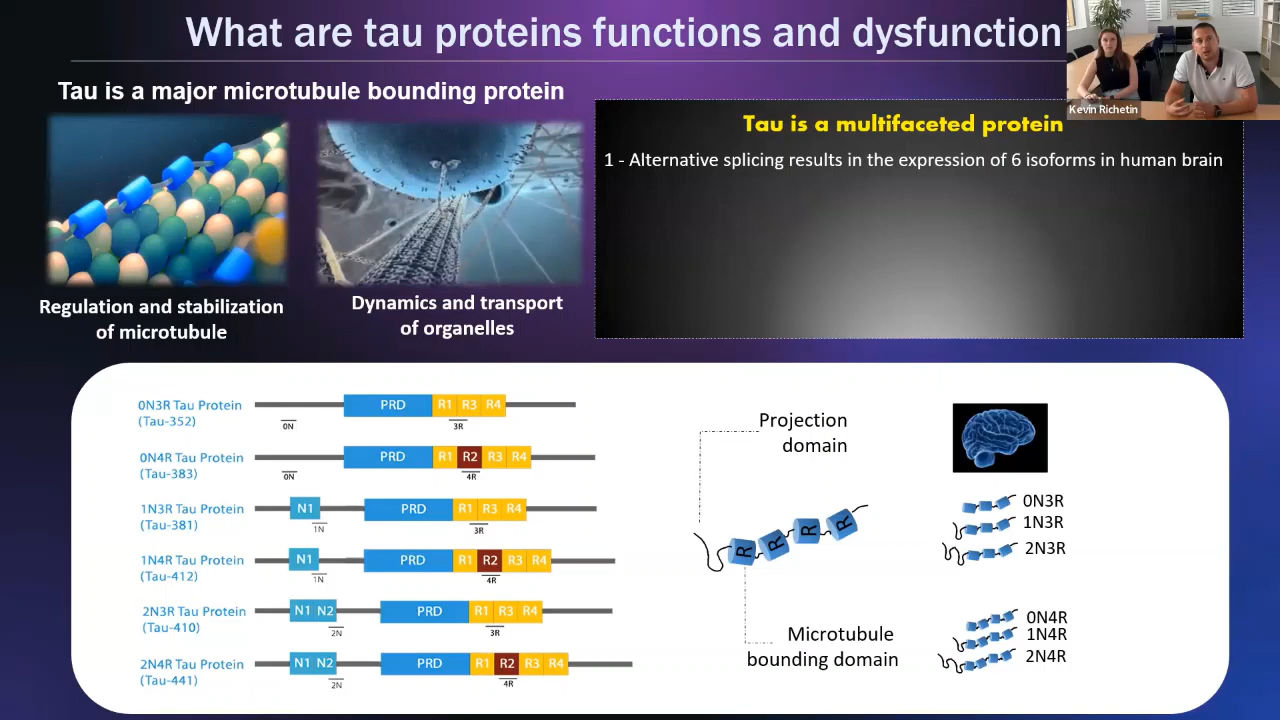 What are tau proteins functions and dysfunction
Kevin Richetin
Tau is a major microtubule bounding protein
Regulation and stabilization
of microtubule
Dynamics and transport
of organelles
Tau is a multifaceted protein
1 - Alternative splicing results in the expression of 6 isoforms in human brain
0N3R Tau Protein
(Tau-352)
0N
PRD
R1 R3 R4
3R
0N4R Tau Protein
(Tau-383)
0N
PRD
R1 R2 R3 R4
4R
1N3R Tau Protein
(Tau-381)
N1
1N
PRD
R1 R3 R4
3R
1N4R Tau Protein
(Tau-412)
N1
1N
PRD
R1 R2 R3 R4
4R
2N3R Tau Protein
(Tau-410)
N1 N2
2N
PRD
R1 R3 R4
3R
2N4R Tau Protein
(Tau-441)
N1 N2
2N
PRD
R1 R2 R3 R4
4R
Projection
domain
R R R R
Microtubule
bounding domain
0N3R
1N3R
2N3R
0N4R
1N4R
2N4R